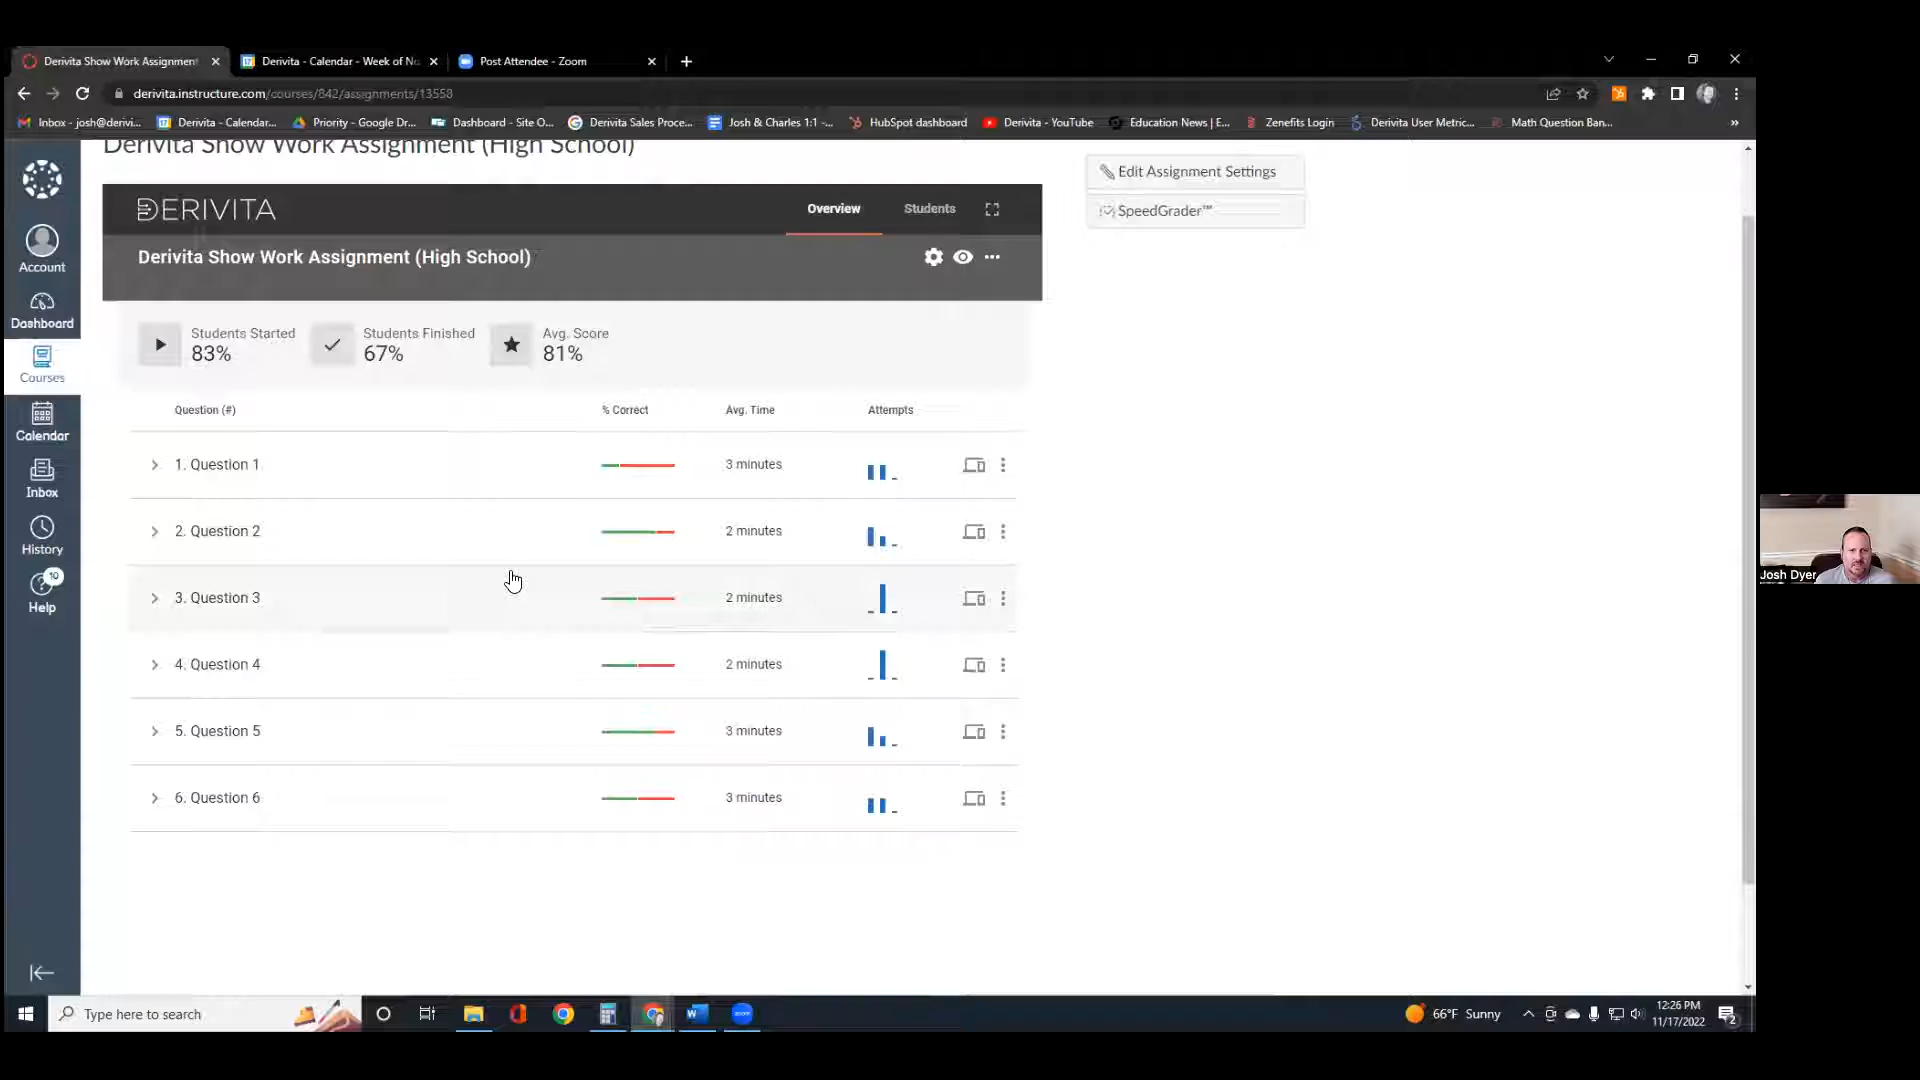 Derivita Show Work Assignment
Derivita - Calendar - Week of No
Post Attendee - Zoom
derivita.instructure.com/courses/842/assignments/13558
Inbox - josh@derivi...
Derivita - Calendar...
Priority - Google Dr...
Dashboard - Site O...
Derivita Sales Proce...
Josh & Charles 1:1 -...
HubSpot dashboard
Derivita - YouTube
Education News | E...
Zenefits Login
Derivita User Metric...
Math Question Ban...
Derivita Show Work Assignment (High School)
Edit Assignment Settings
SpeedGrader™
DERIVITA
Overview
Students
Derivita Show Work Assignment (High School)
Account
Dashboard
Courses
Calendar
Inbox
History
10
Help
Students Started
83%
Students Finished
67%
Avg. Score
81%
Question (#)
% Correct
Avg. Time
Attempts
1. Question 1
3 minutes
2. Question 2
2 minutes
3. Question 3
2 minutes
4. Question 4
2 minutes
5. Question 5
3 minutes
6. Question 6
3 minutes
Josh Dyer
Type here to search
66°F Sunny
12:26 PM
11/17/2022
2